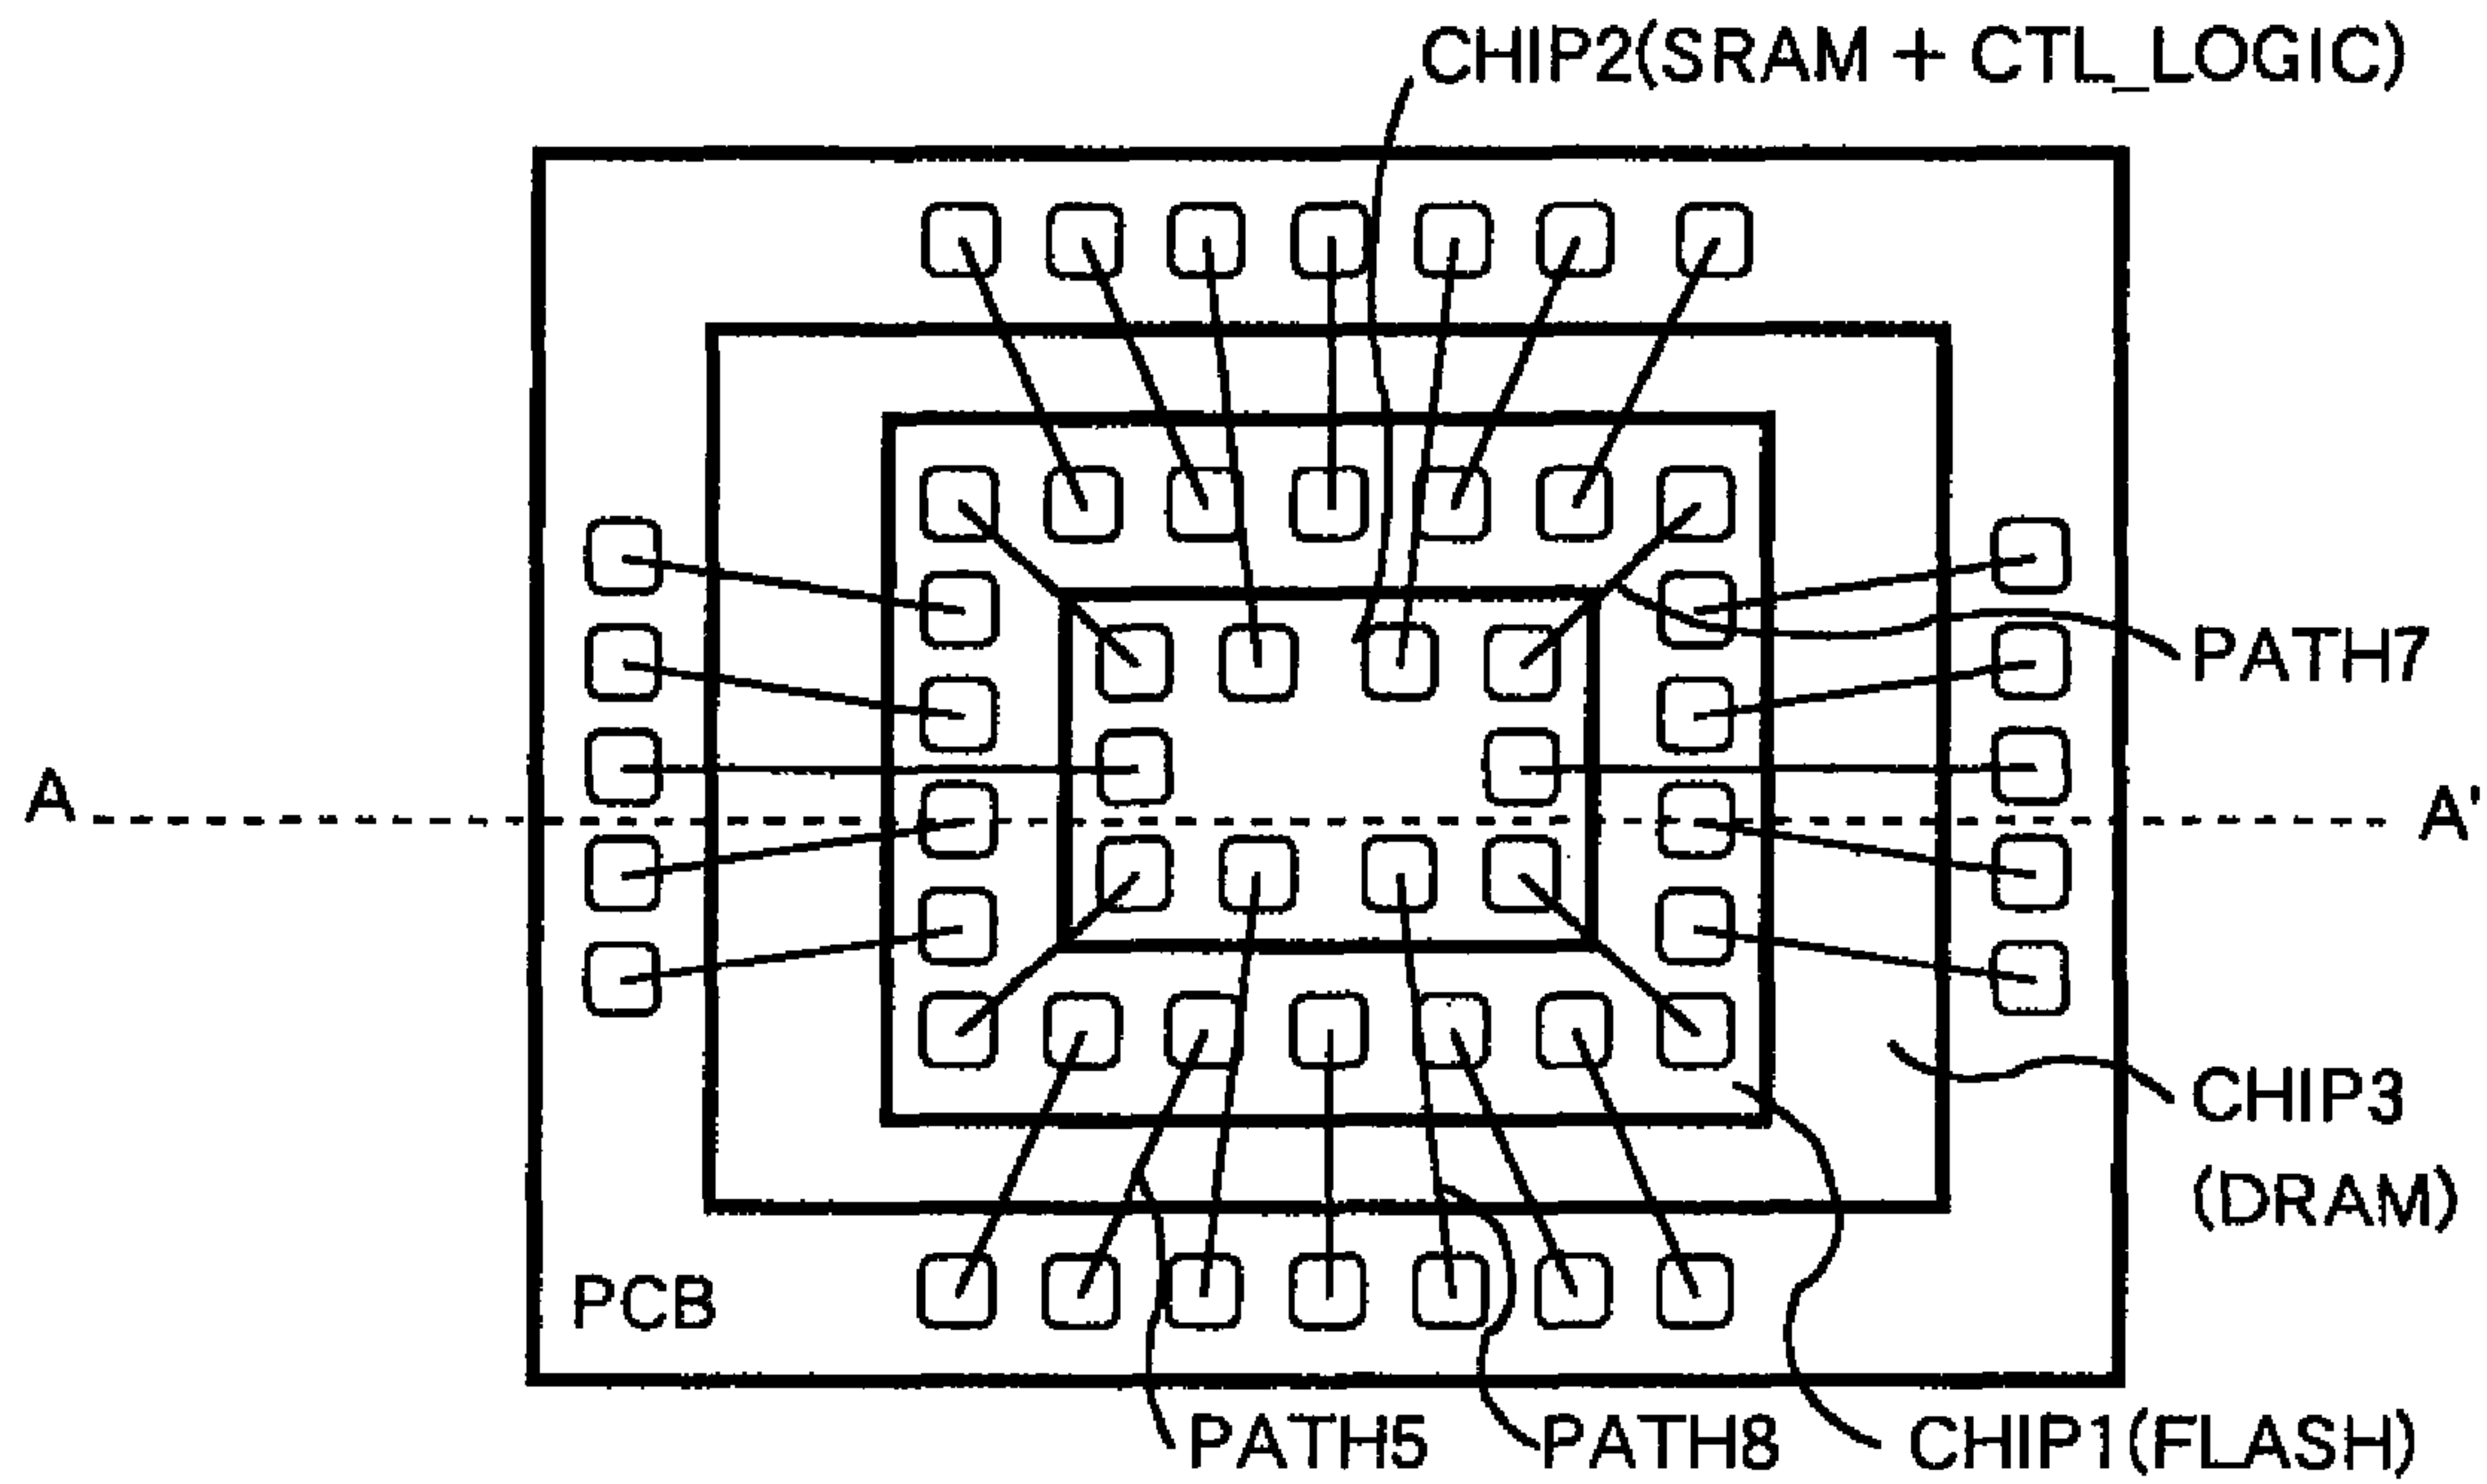 CHIP2(SRAM + CTL_LOGIC)
PATH7
A
A'
CHIP3
(DRAM)
PCB
PATH5
PATH8
CHIP1(FLASH)